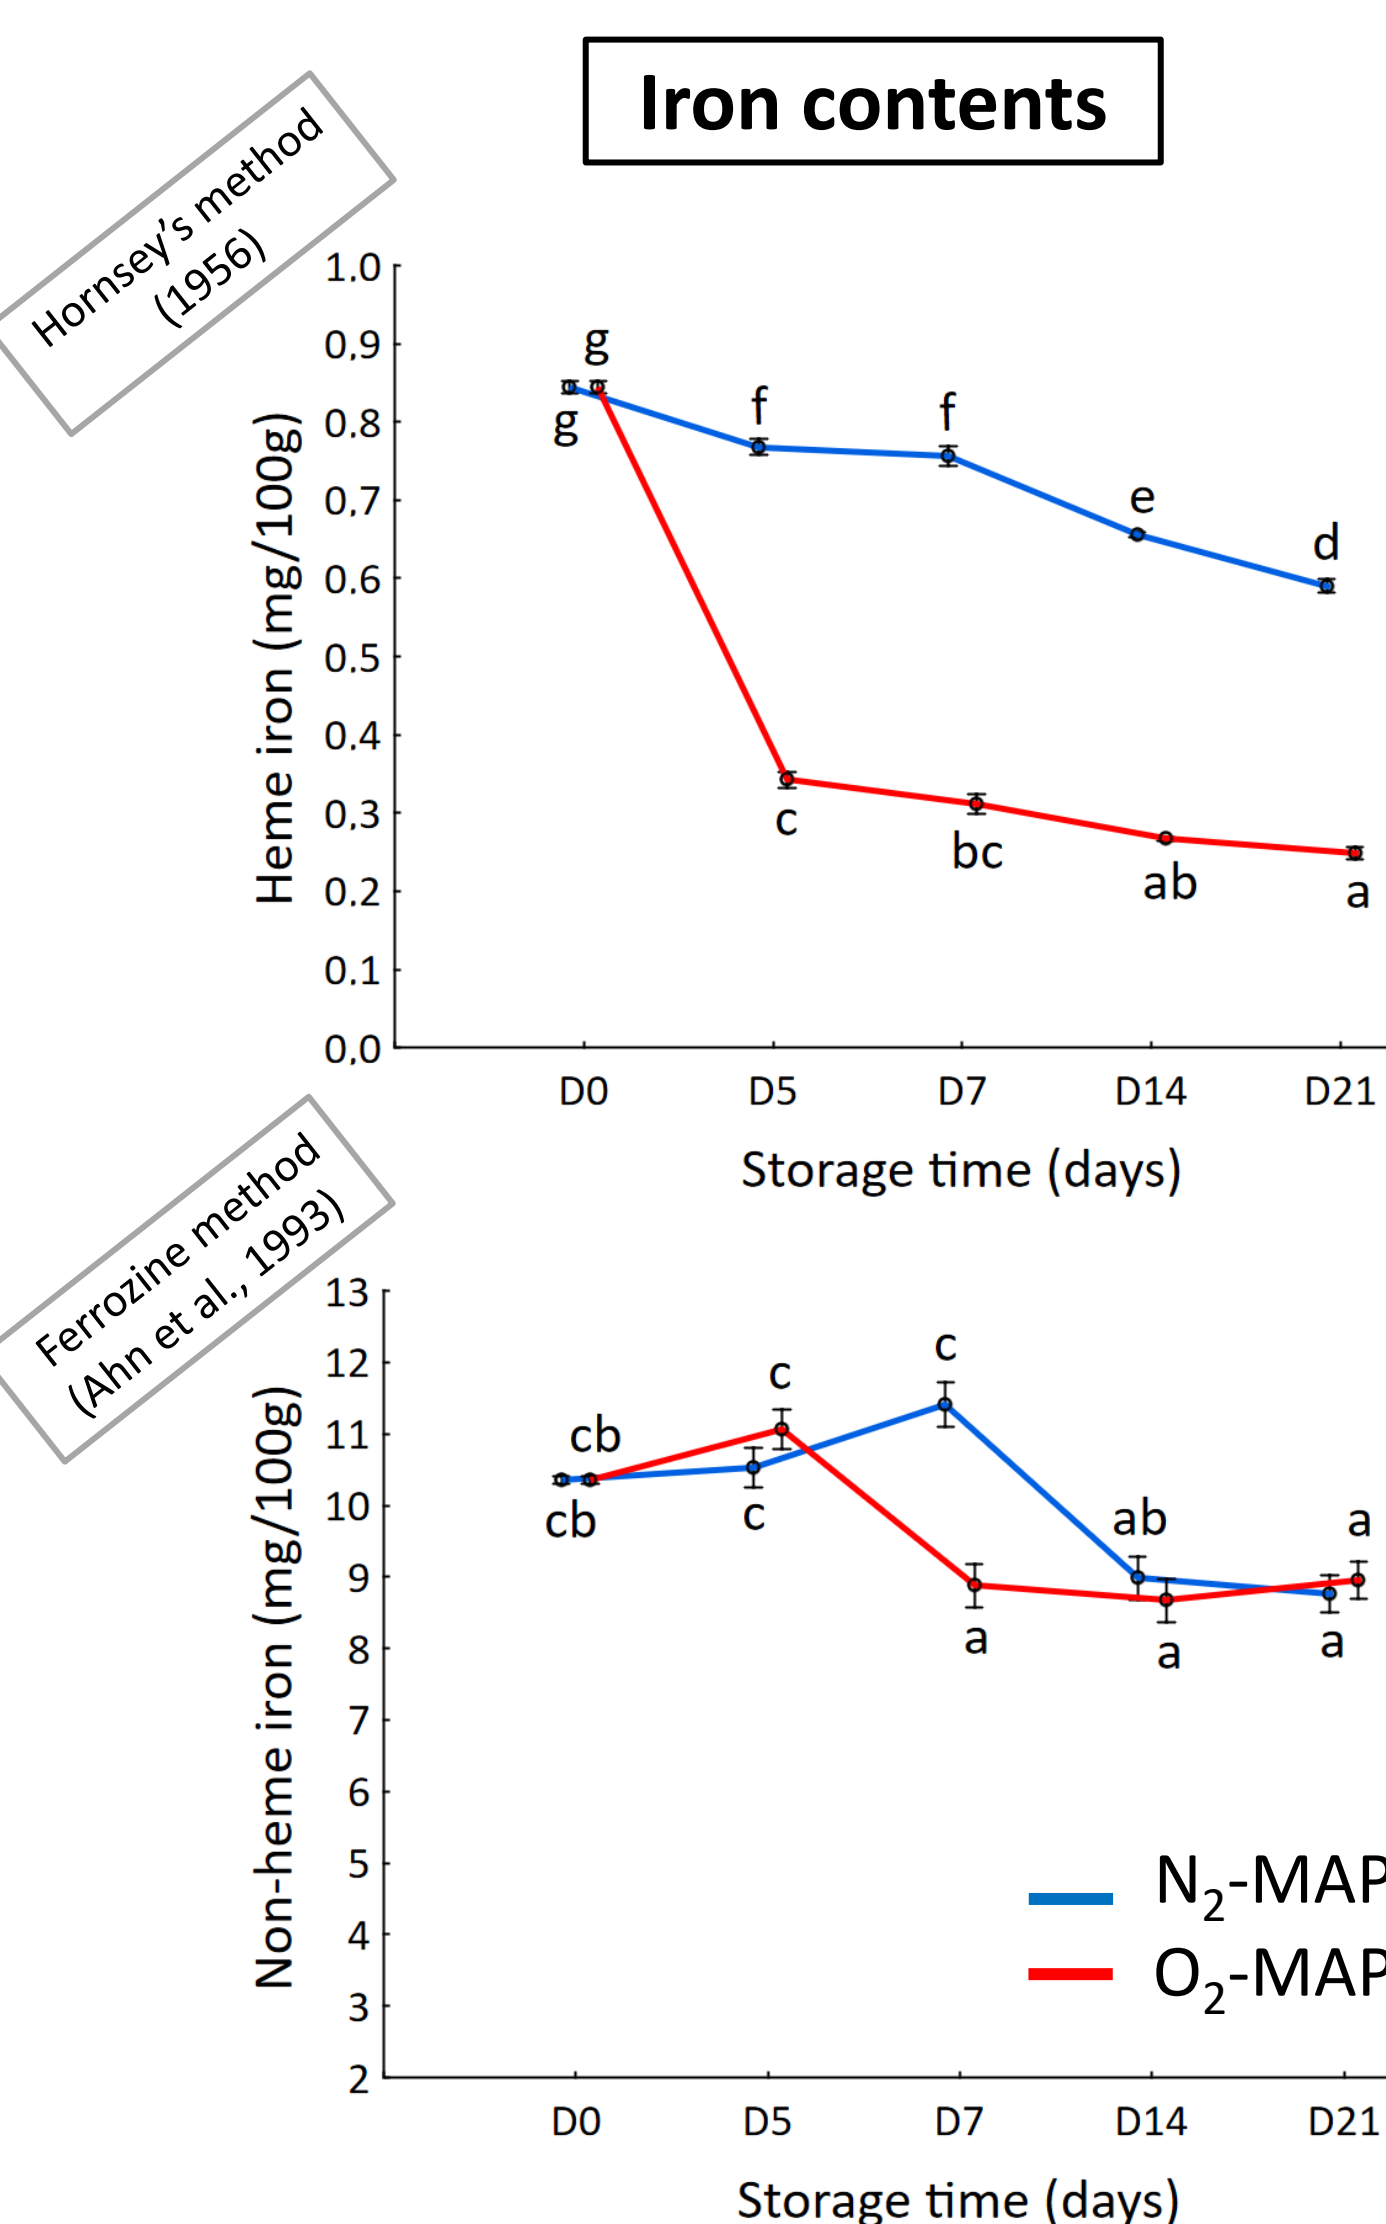 Iron contents
Hornsey’s method
(1956)
Heme iron (mg/100g)
1.0
0.9
0.8
0.7
0.6
0.5
0.4
0.3
0.2
0.1
0.0
g
g
f
f
e
d
c
bc
ab
a
D0 D5 D7 D14 D21
Storage time (days)
Ferrozine method
(Ahn et al., 1993)
Non-heme iron (mg/100g)
13
12
11
10
9
8
7
6
5
4
3
2
cb
cb
c
c
c
a
ab
a
a
a
N₂-MAP
O₂-MAP
D0 D5 D7 D14 D21
Storage time (days)